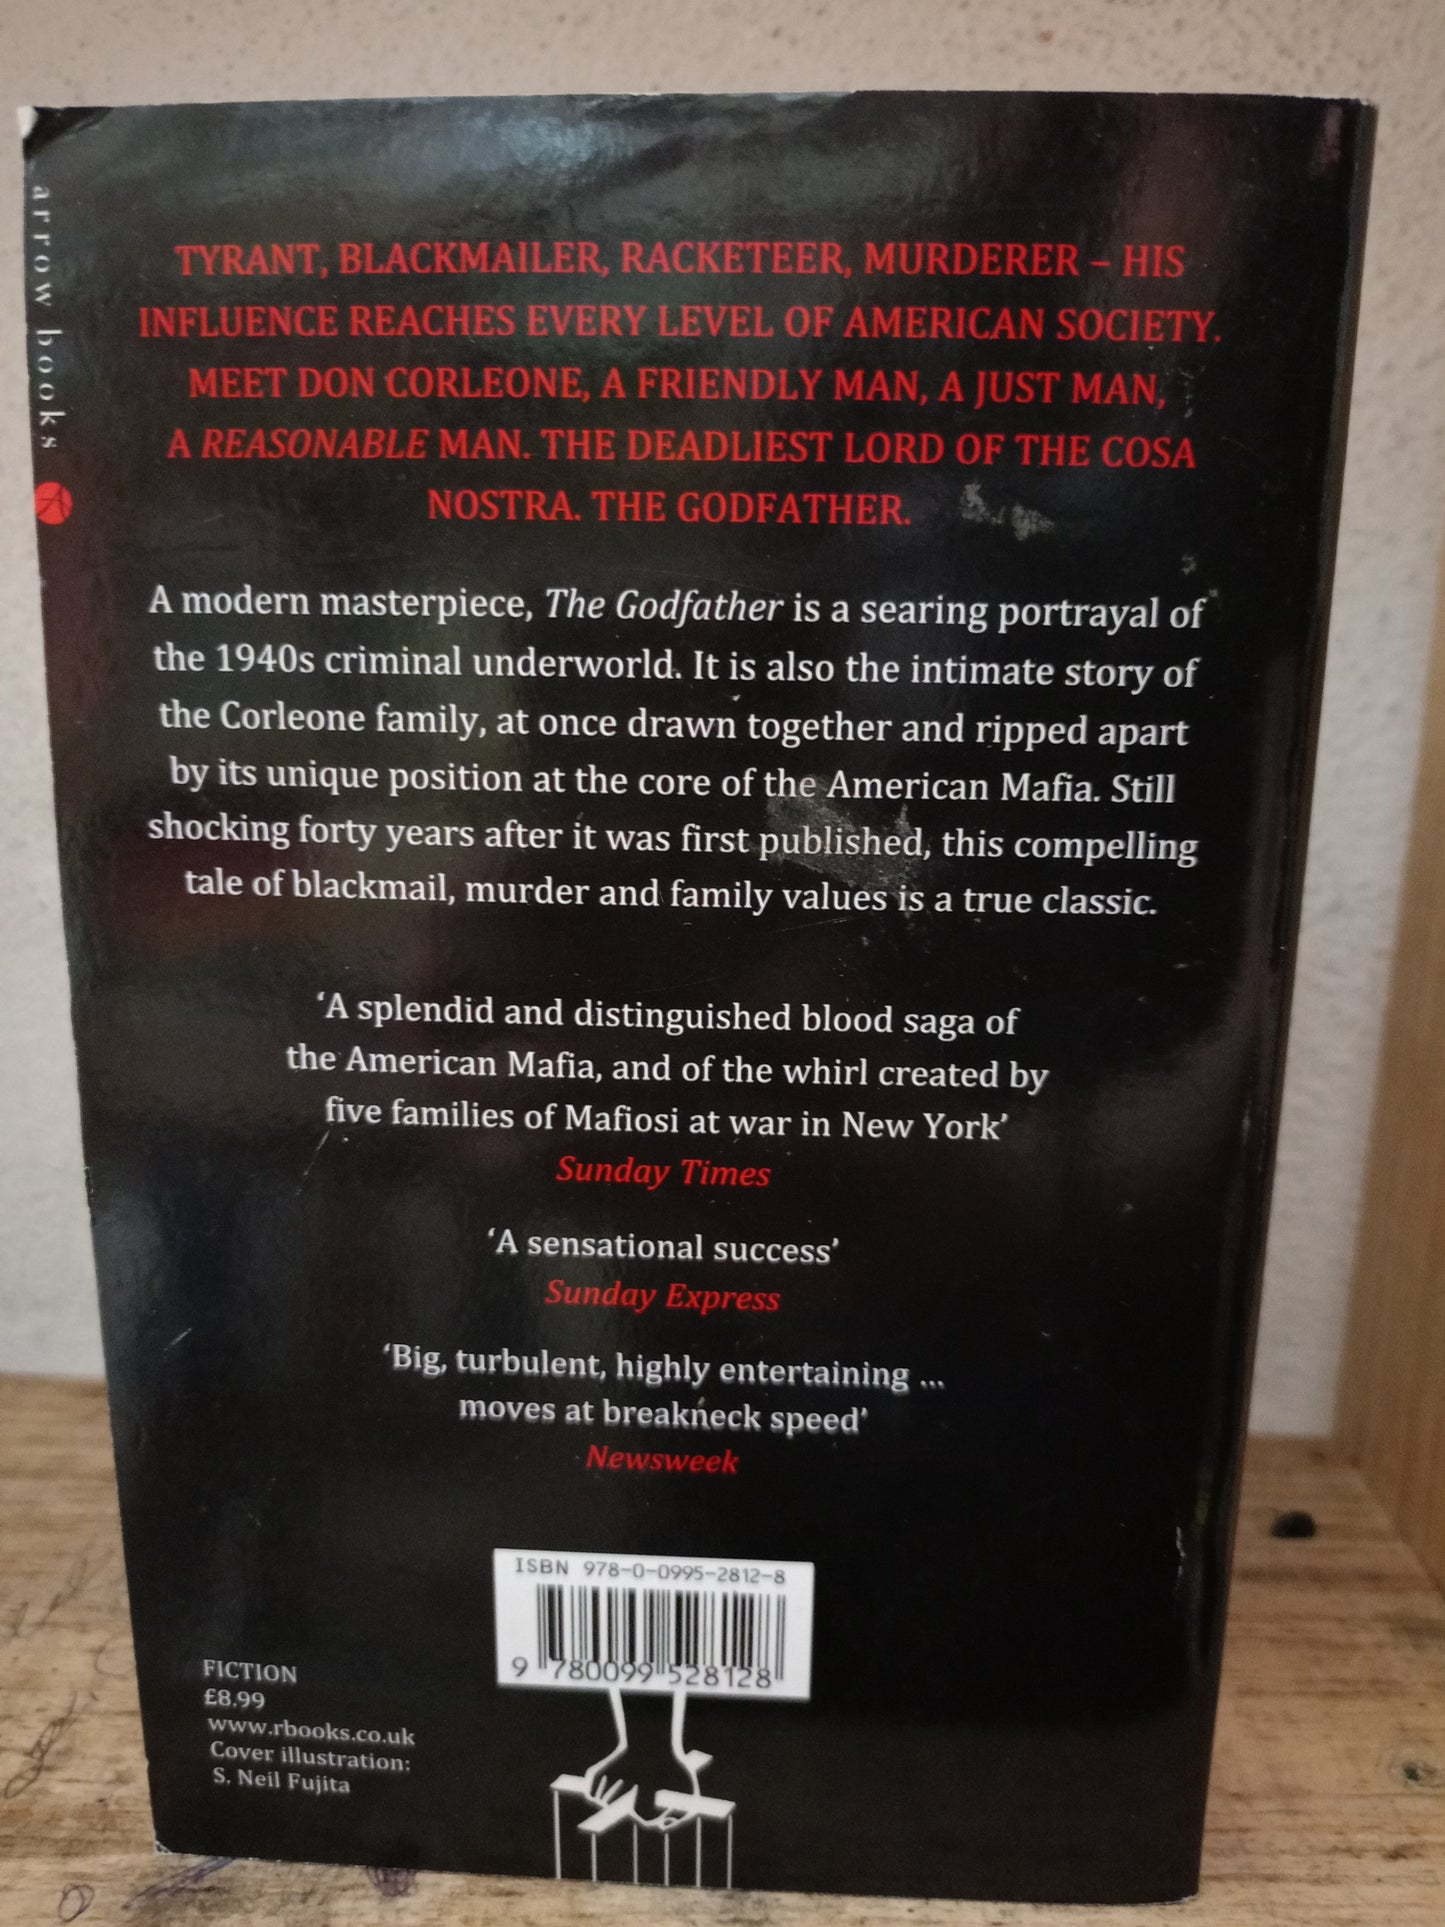 arrow books
TYRANT, BLACKMAILER, RACKETEER, MURDERER – HIS
INFLUENCE REACHES EVERY LEVEL OF AMERICAN SOCIETY.
MEET DON CORLEONE, A FRIENDLY MAN, A JUST MAN,
A REASONABLE MAN. THE DEADLIEST LORD OF THE COSA
NOSTRA. THE GODFATHER.
A modern masterpiece, The Godfather is a searing portrayal of
the 1940s criminal underworld. It is also the intimate story of
the Corleone family, at once drawn together and ripped apart
by its unique position at the core of the American Mafia. Still
shocking forty years after it was first published, this compelling
tale of blackmail, murder and family values is a true classic.
‘A splendid and distinguished blood saga of
the American Mafia, and of the whirl created by
five families of Mafiosi at war in New York’
Sunday Times
‘A sensational success’
Sunday Express
‘Big, turbulent, highly entertaining ...
moves at breakneck speed’
Newsweek
ISBN 978-0-0995-2812-8
9 780099 528128
FICTION
£8.99
www.rbooks.co.uk
Cover illustration:
S. Neil Fujita